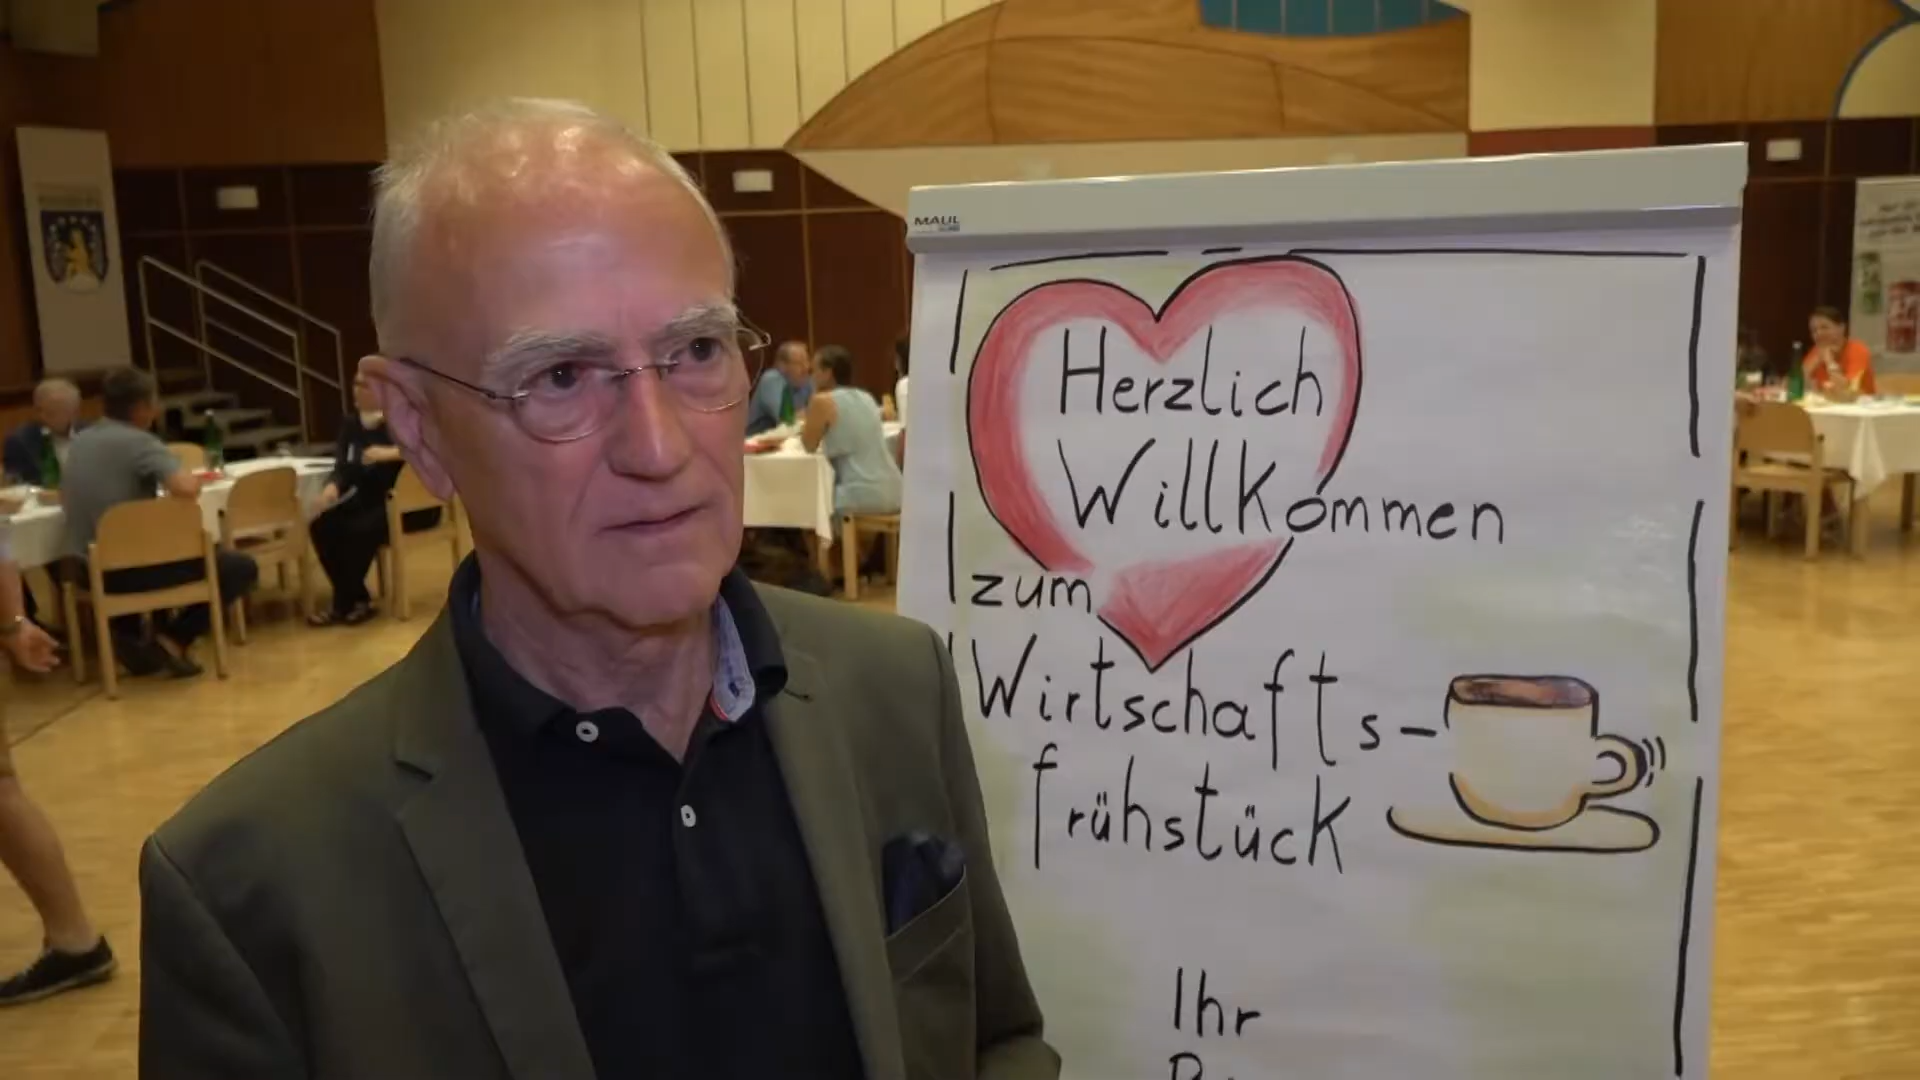 MAUL
Herzlich
Willkommen
zum
Wirtschafts-
frühstück
Ihr